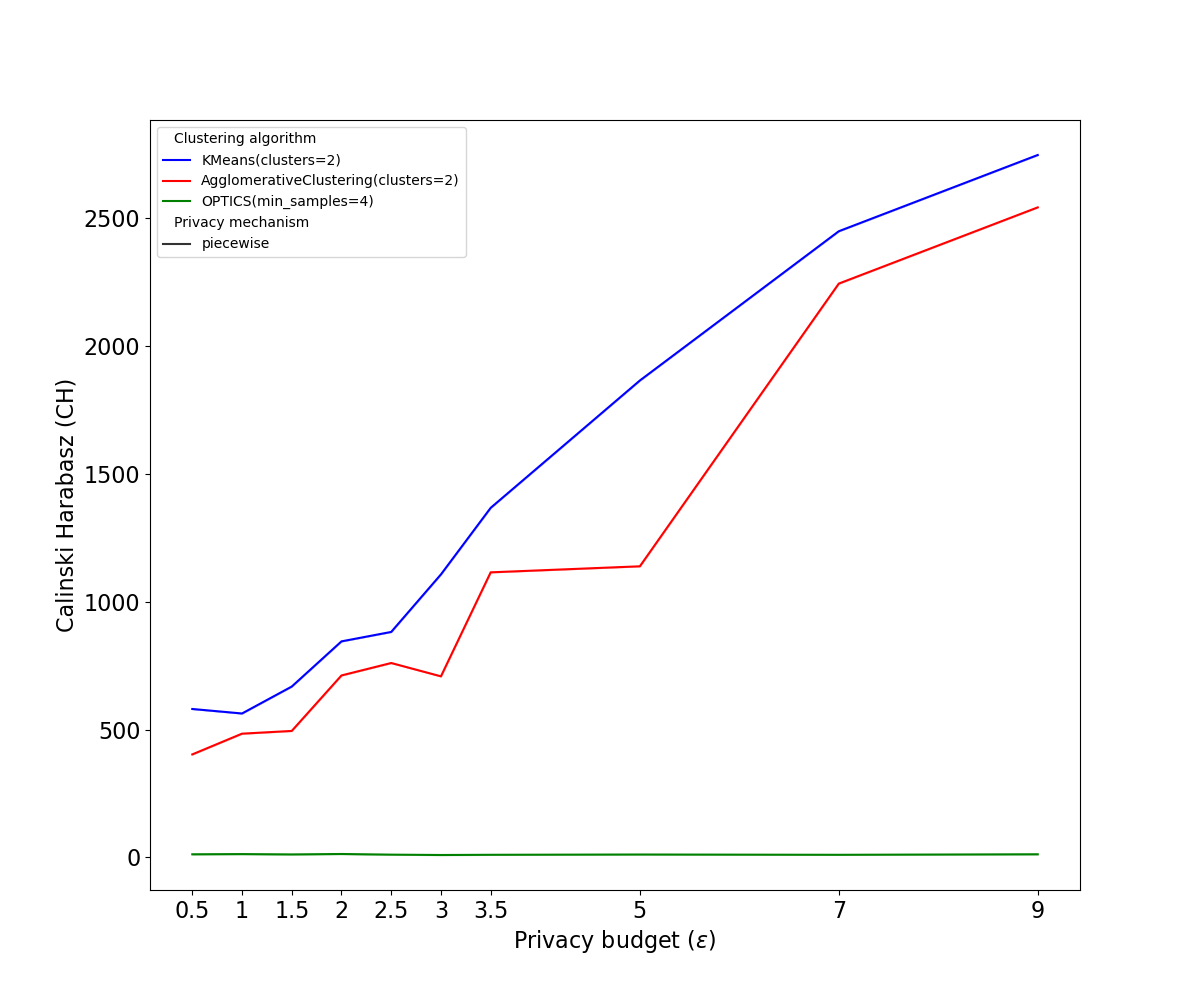 Clustering algorithm
KMeans(clusters=2)
AgglomerativeClustering(clusters=2)
OPTICS(min_samples=4)
Privacy mechanism
piecewise
Calinski Harabasz (CH)
2500
2000
1500
1000
500
0
0.5 1 1.5 2 2.5 3 3.5 5 7 9
Privacy budget (ε)